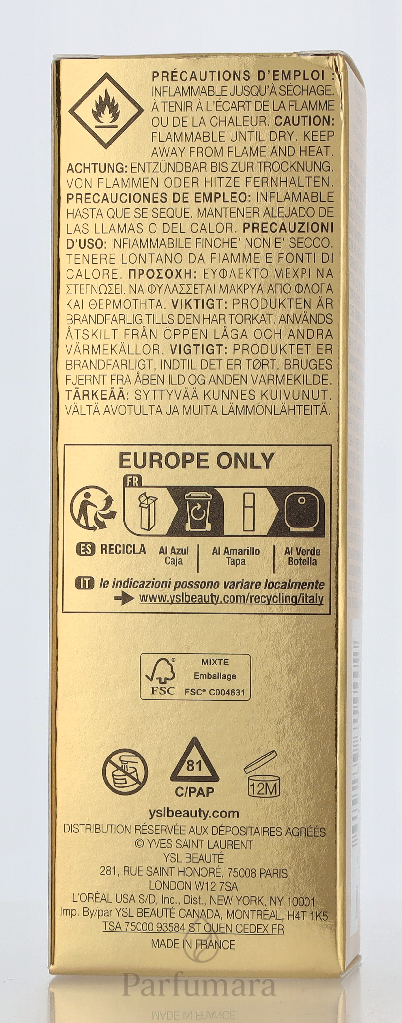 PRÉCAUTIONS D'EMPLOI :
INFLAMMABLE JUSQU'À SÉCHAGE.
À TENIR À L'ÉCART DE LA FLAMME
OU DE LA CHALEUR. CAUTION:
FLAMMABLE UNTIL DRY. KEEP
AWAY FROM FLAME AND HEAT.
ACHTUNG: ENTZÜNDBAR BIS ZUR TROCKNUNG.
VON FLAMMEN ODER HITZE FERNHALTEN.
PRECAUCIONES DE EMPLEO: INFLAMABLE
HASTA QUE SE SEQUE. MANTENER ALEJADO DE
LAS LLAMAS O DEL CALOR. PRECAUZIONI
D'USO: INFIAMMABILE FINCHE' NON E' SECCO.
TENERE LONTANO DA FIAMME E FONTI DI
CALORE. ΠΡΟΣΟΧΗ: ΕΥΦΛΕΚΤΟ ΜΕΧΡΙ ΝΑ
ΣΤΕΓΝΩΣΕΙ. ΝΑ ΦΥΛΑΣΣΕΤΑΙ ΜΑΚΡΥΑ ΑΠΟ ΦΛΟΓΑ
ΚΑΙ ΘΕΡΜΟΤΗΤΑ. VIKTIGT: PRODUKTEN ÄR
BRANDFARLIG TILLS DEN HAR TORKAT. ANVÄNDS
ÅTSKILT FRÅN ÖPPEN LÅGA OCH ANDRA
VÄRMEKÄLLOR. VIGTIGT: PRODUKTET ER
BRANDFARLIGT, INDTIL DET ER TØRT. BRUGES
FJERNT FRA ÅBEN ILD OG ANDEN VARMEKILDE.
TÄRKEÄÄ: SYTTYVÄÄ KUNNES KUIVUNUT.
VÄLTÄ AVOTULTA JA MUITA LÄMMÖNLÄHTEITÄ.
EUROPE ONLY
FR
ES RECICLA Al Azul Al Amarillo Al Verde
Caja Tapa Botella
IT le indicazioni possono variare localmente
www.yslbeauty.com/recycling/italy
MIXTE
Emballage
FSC FSC® C004631
81
C/PAP
12M
yslbeauty.com
DISTRIBUTION RÉSERVÉE AUX DÉPOSITAIRES AGRÉÉS
© YVES SAINT LAURENT
YSL BEAUTÉ
281, RUE SAINT HONORÉ, 75008 PARIS
LONDON W12 7SA
L'ORÉAL USA S/D, Inc., Dist., NEW YORK, NY, 10001
Imp. By/par YSL BEAUTÉ CANADA, MONTRÉAL, H4T 1K5
TSA 75000 93584 ST OUEN CEDEX FR
MADE IN FRANCE
Parfumara